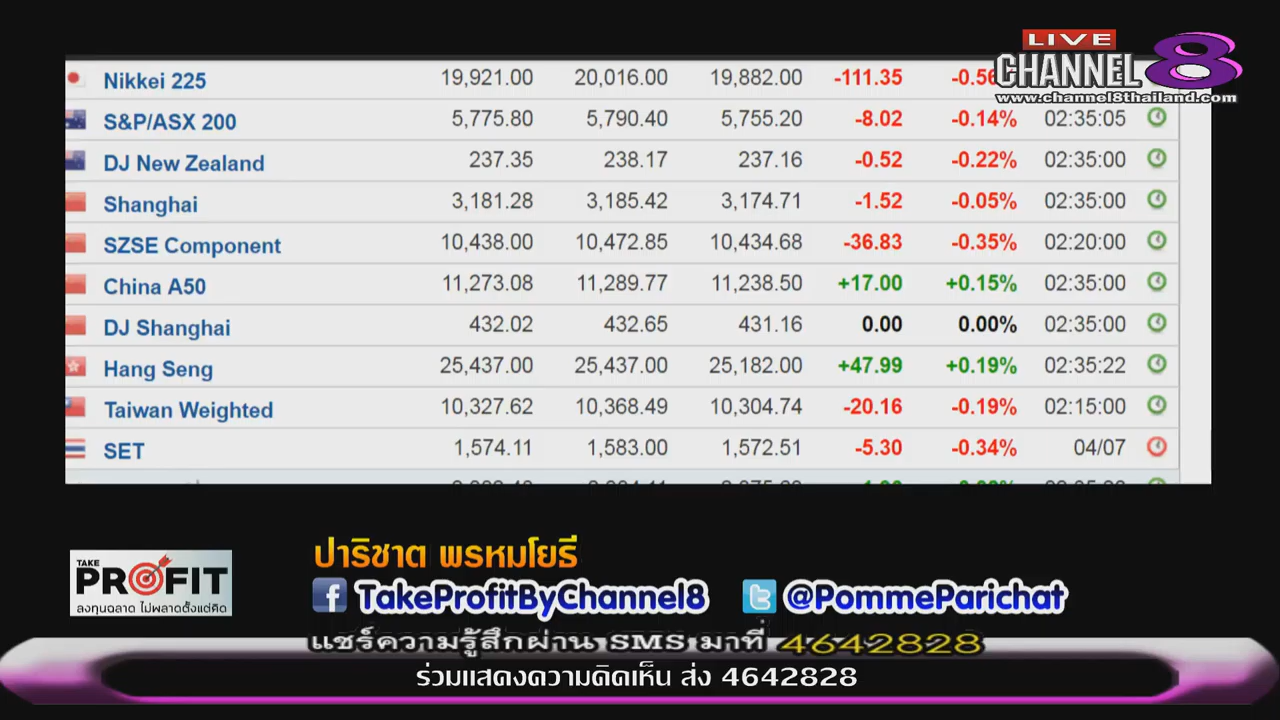 LIVE
CHANNEL 8
www.channel8thailand.com
Nikkei 225 19,921.00 20,016.00 19,882.00 -111.35
S&P/ASX 200 5,775.80 5,790.40 5,755.20 -8.02 -0.14% 02:35:05
DJ New Zealand 237.35 238.17 237.16 -0.52 -0.22% 02:35:00
Shanghai 3,181.28 3,185.42 3,174.71 -1.52 -0.05% 02:35:00
SZSE Component 10,438.00 10,472.85 10,434.68 -36.83 -0.35% 02:20:00
China A50 11,273.08 11,289.77 11,238.50 +17.00 +0.15% 02:35:00
DJ Shanghai 432.02 432.65 431.16 0.00 0.00% 02:35:00
Hang Seng 25,437.00 25,437.00 25,182.00 +47.99 +0.19% 02:35:22
Taiwan Weighted 10,327.62 10,368.49 10,304.74 -20.16 -0.19% 02:15:00
SET 1,574.11 1,583.00 1,572.51 -5.30 -0.34% 04/07
TAKE
PROFIT
ลงทุนฉลาด ไม่พลาดตั้งแต่คิด
ปาริชาต พรหมโยธี
TakeProfitByChannel8 @PommeParichat
แชร์ความรู้สึกผ่าน SMS มาที่ 4642828
ร่วมแสดงความคิดเห็น ส่ง 4642828